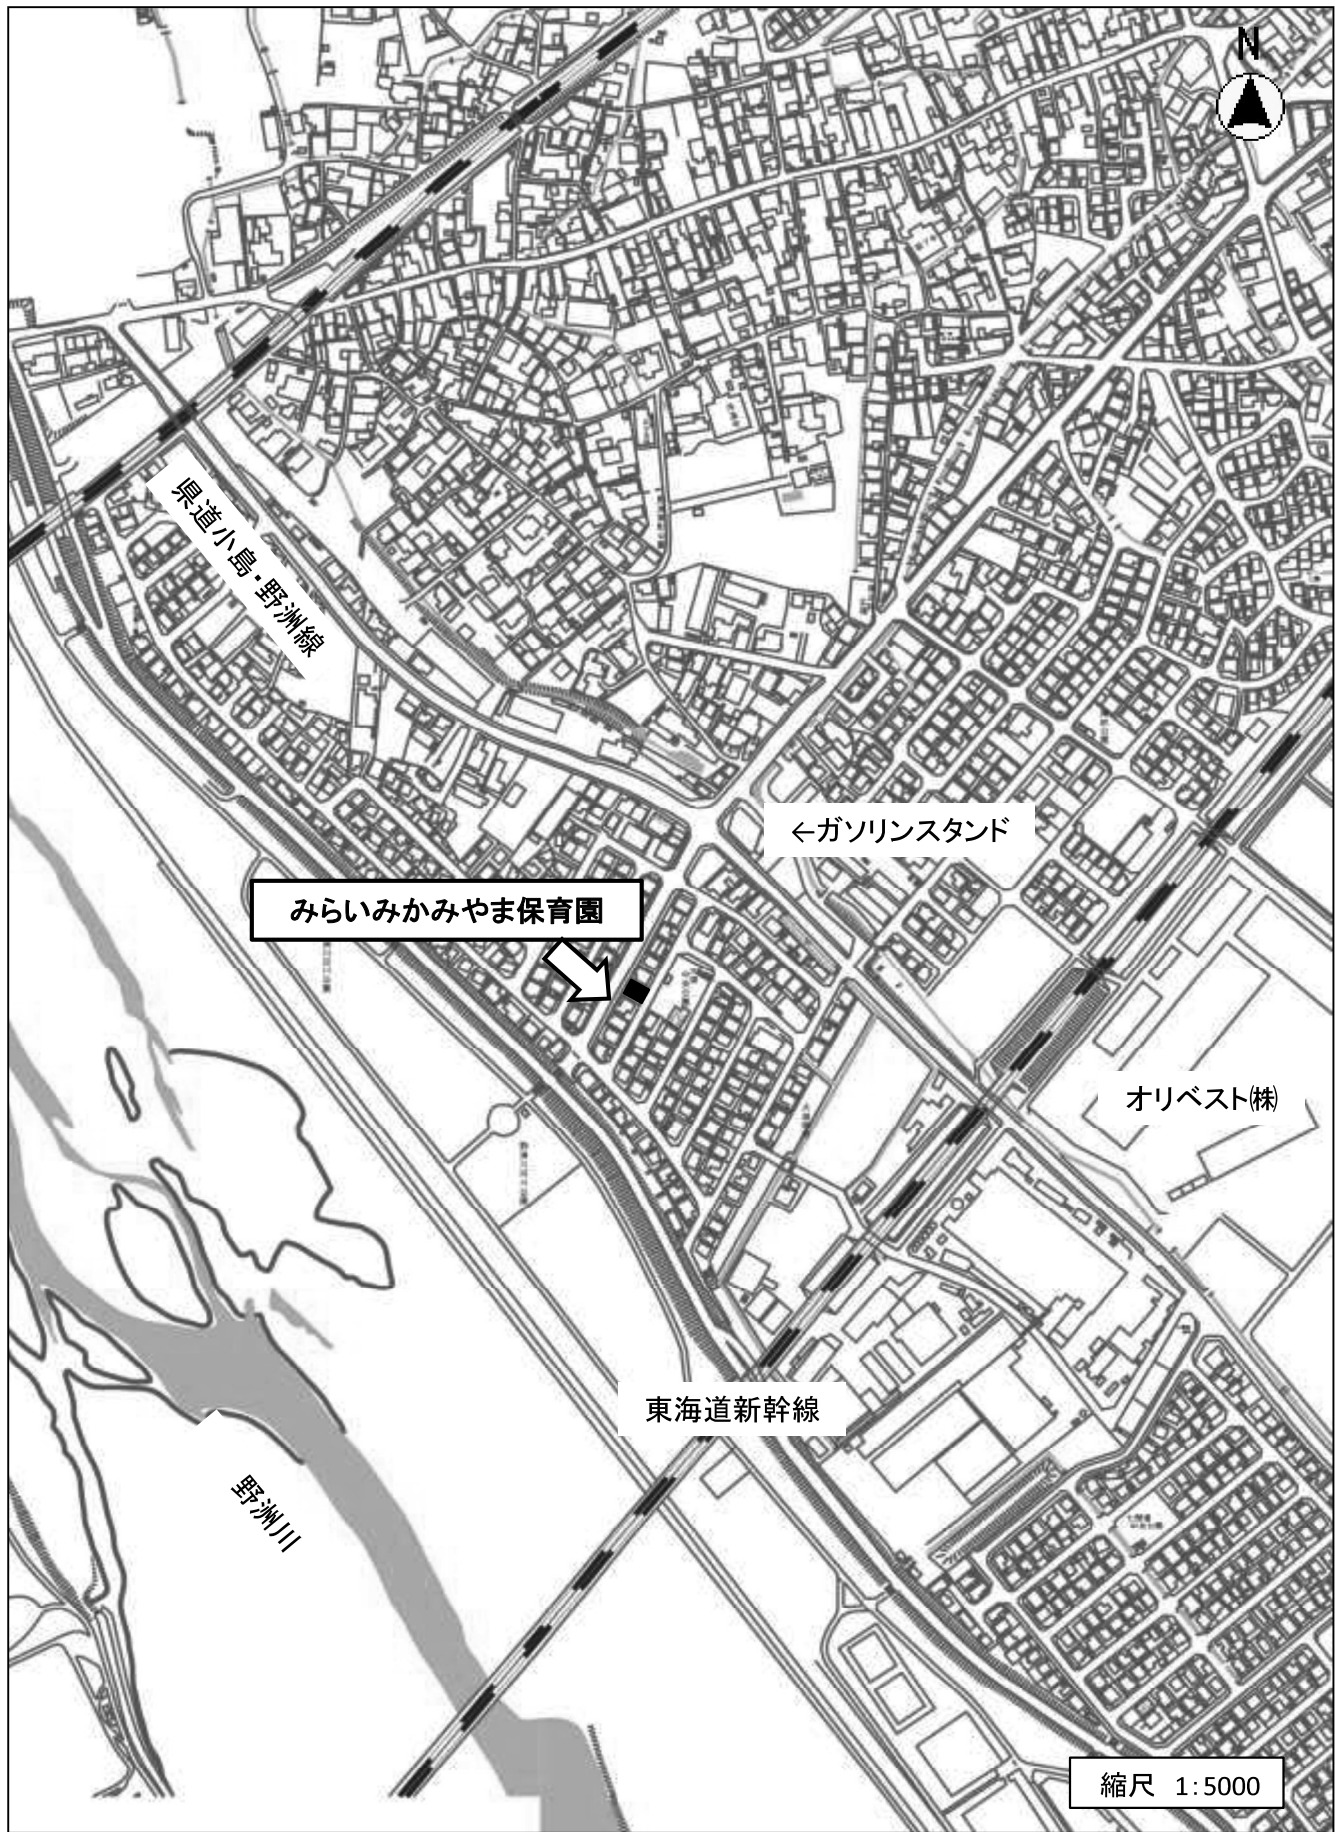 N
県道小島・野洲線
←ガソリンスタンド
みらいみかみやま保育園
オリベスト㈱
東海道新幹線
野洲川
縮尺 1:5000